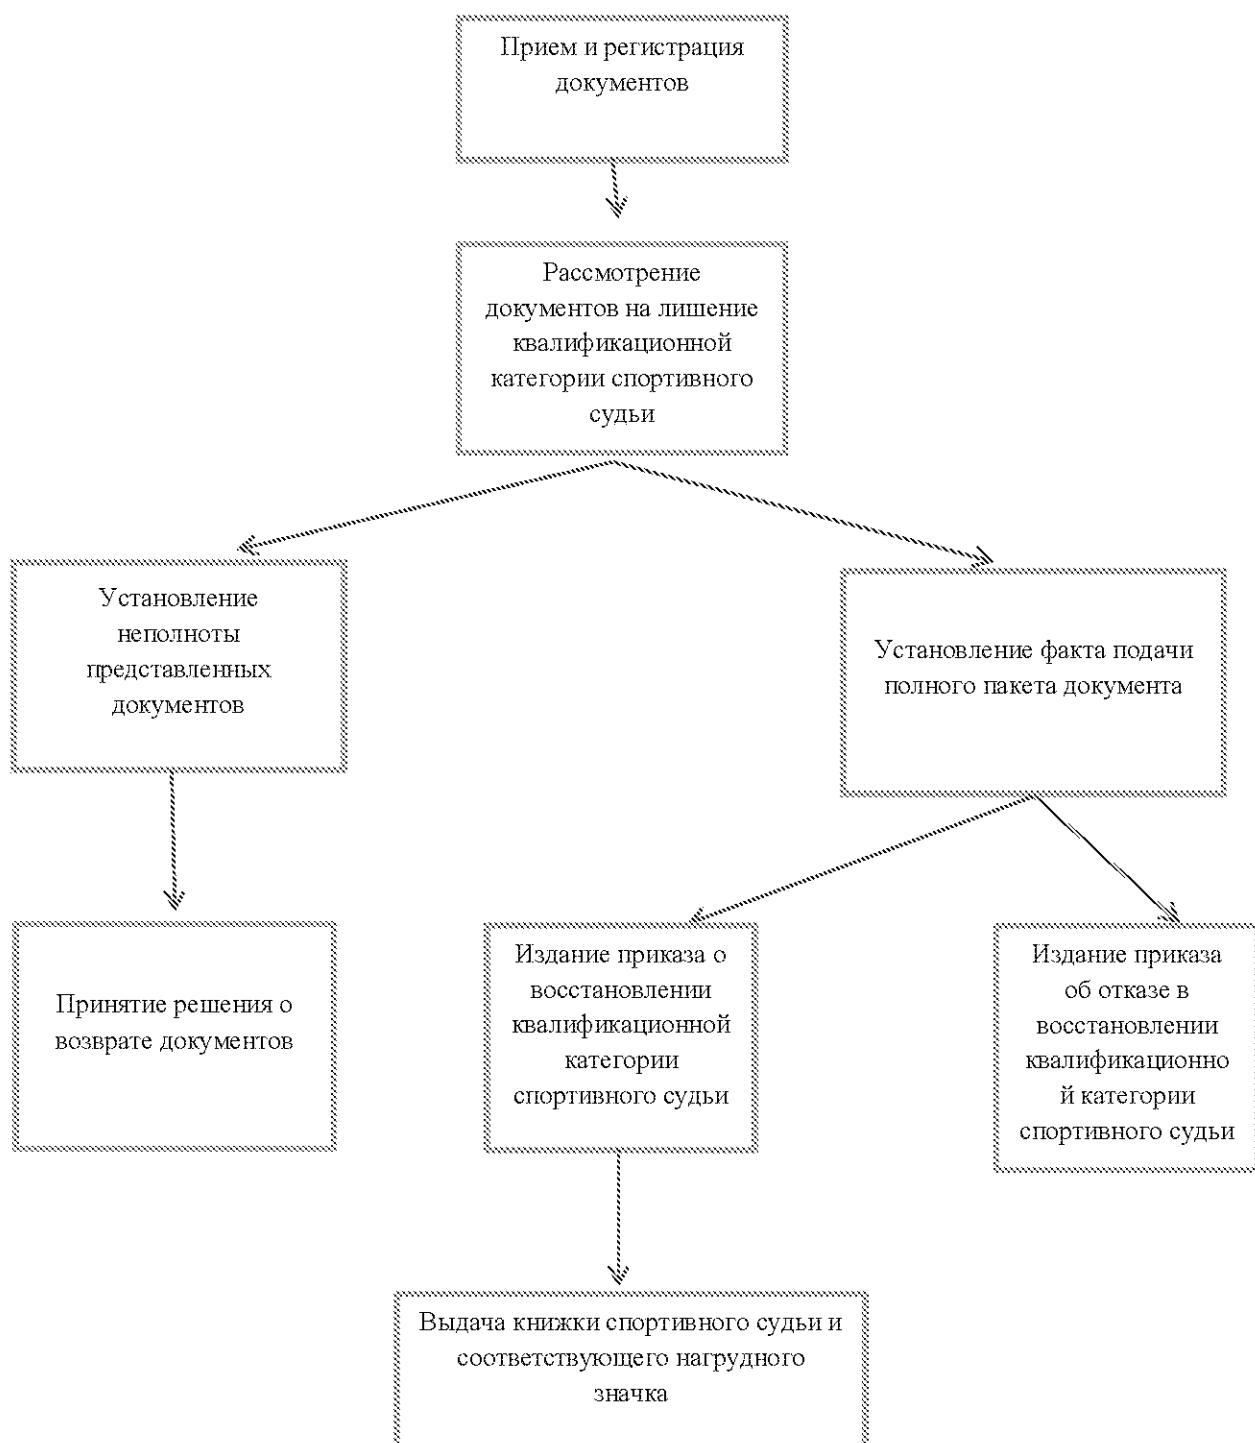 Прием и регистрация
документов
Рассмотрение
документов на лишение
квалификационной
категории спортивного
судьи
Установление
неполноты
представленных
документов
Установление факта подачи
полного пакета документа
Принятие решения о
возврате документов
Издание приказа о
восстановлении
квалификационной
категории
спортивного судьи
Издание приказа
об отказе в
восстановлении
квалификационно
й категории
спортивного судьи
Выдача книжки спортивного судьи и
соответствующего нагрудного
значка